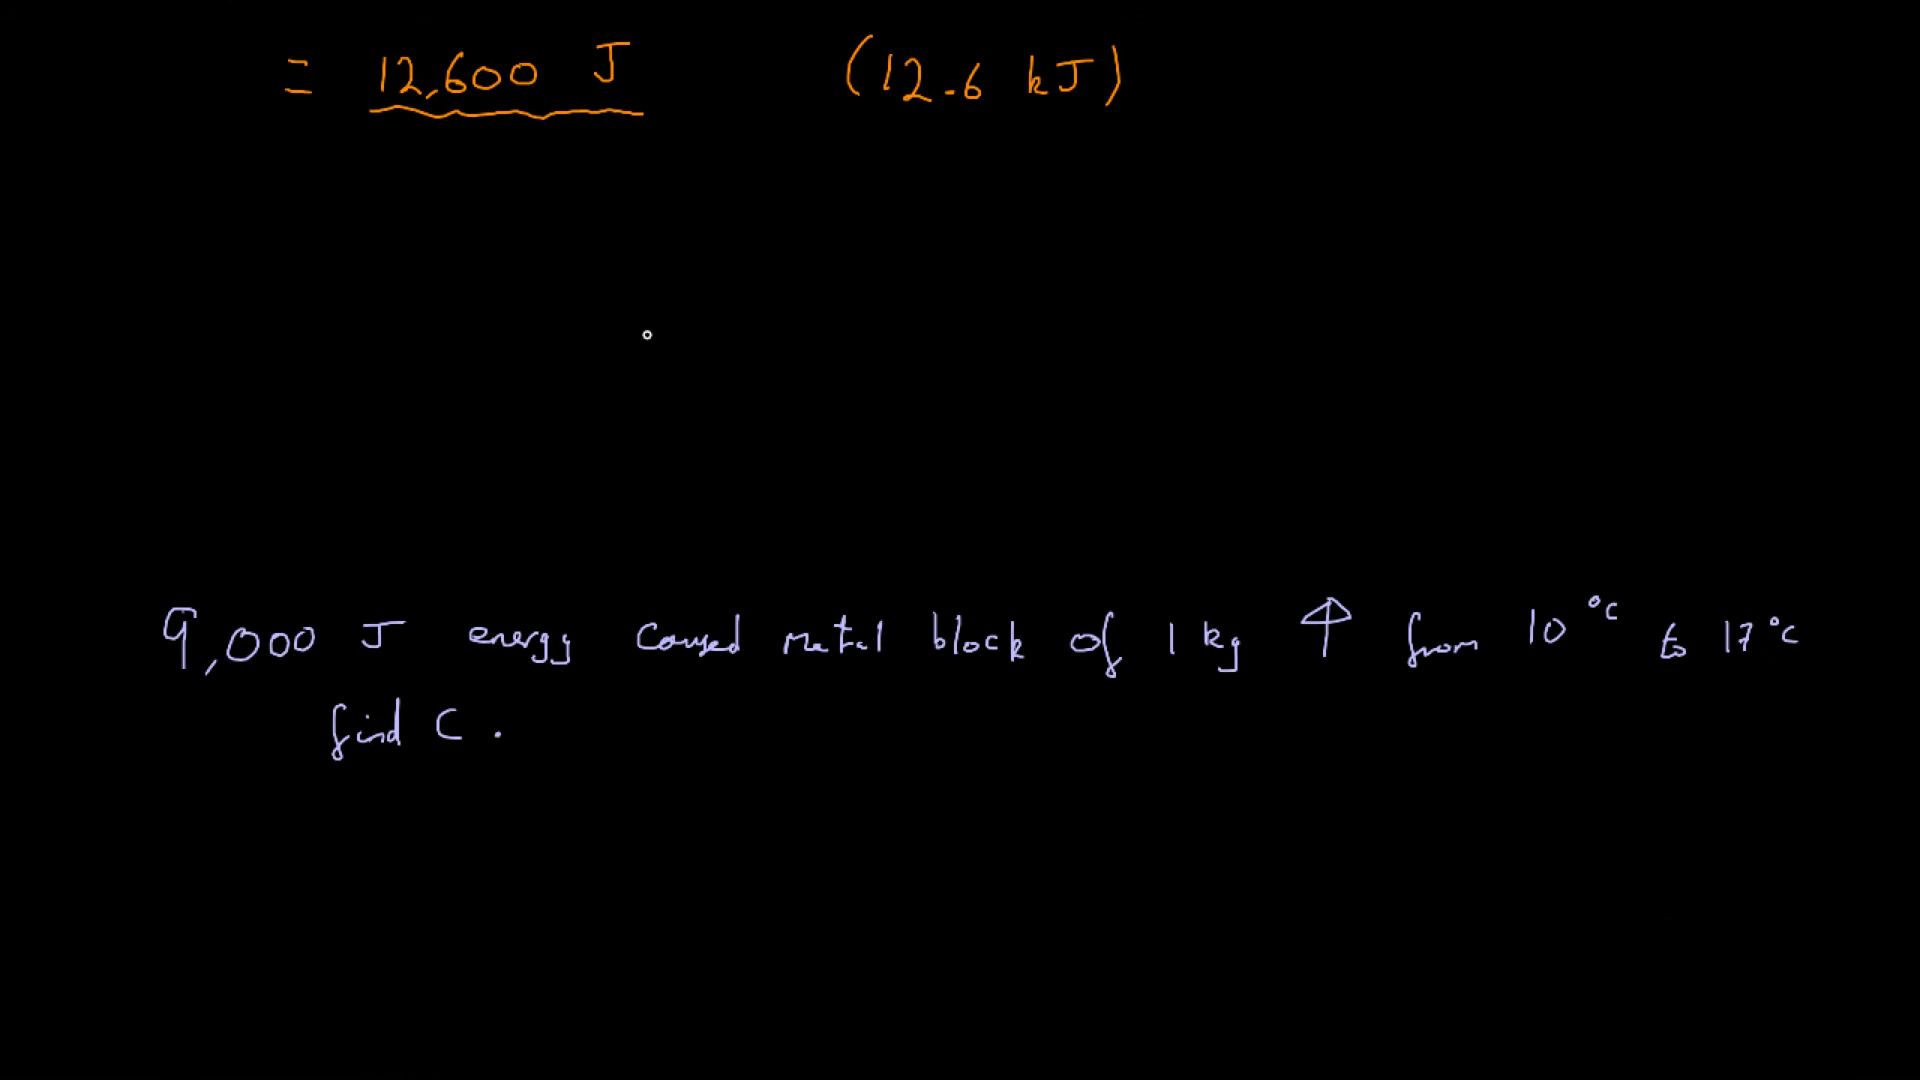 = 12,600 J (12.6 kJ)
9,000 J energy caused metal block of 1 kg ↑ from 10 °C to 17 °C
find C.